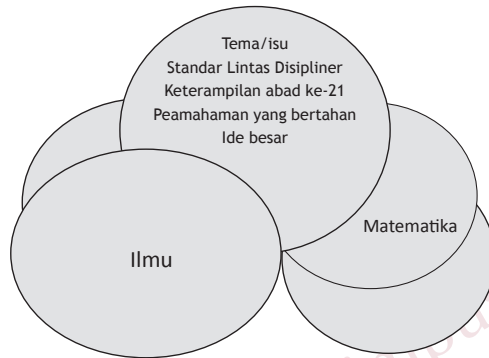 Tema/isu
Standar Lintas Disipliner
Keterampilan abad ke-21
Peamahaman yang bertahan
Ide besar
Matematika
Ilmu